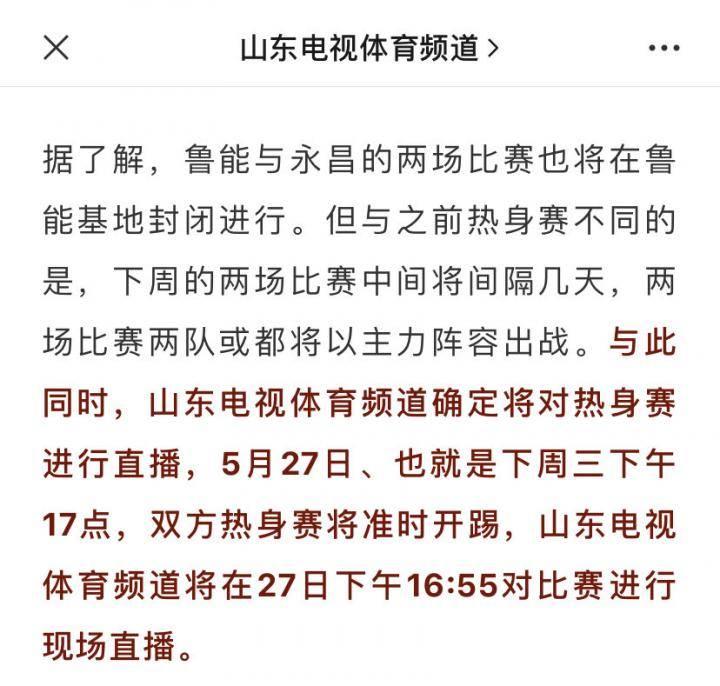 山东电视体育频道
据了解，鲁能与永昌的两场比赛也将在鲁
能基地封闭进行。但与之前热身赛不同的
是，下周的两场比赛中间将间隔几天，两
场比赛两队或都将以主力阵容出战。与此
同时，山东电视体育频道确定将对热身赛
进行直播，5月27日、也就是下周三下午
17点，双方热身赛将准时开踢，山东电视
体育频道将在27日下午16:55对比赛进行
现场直播。